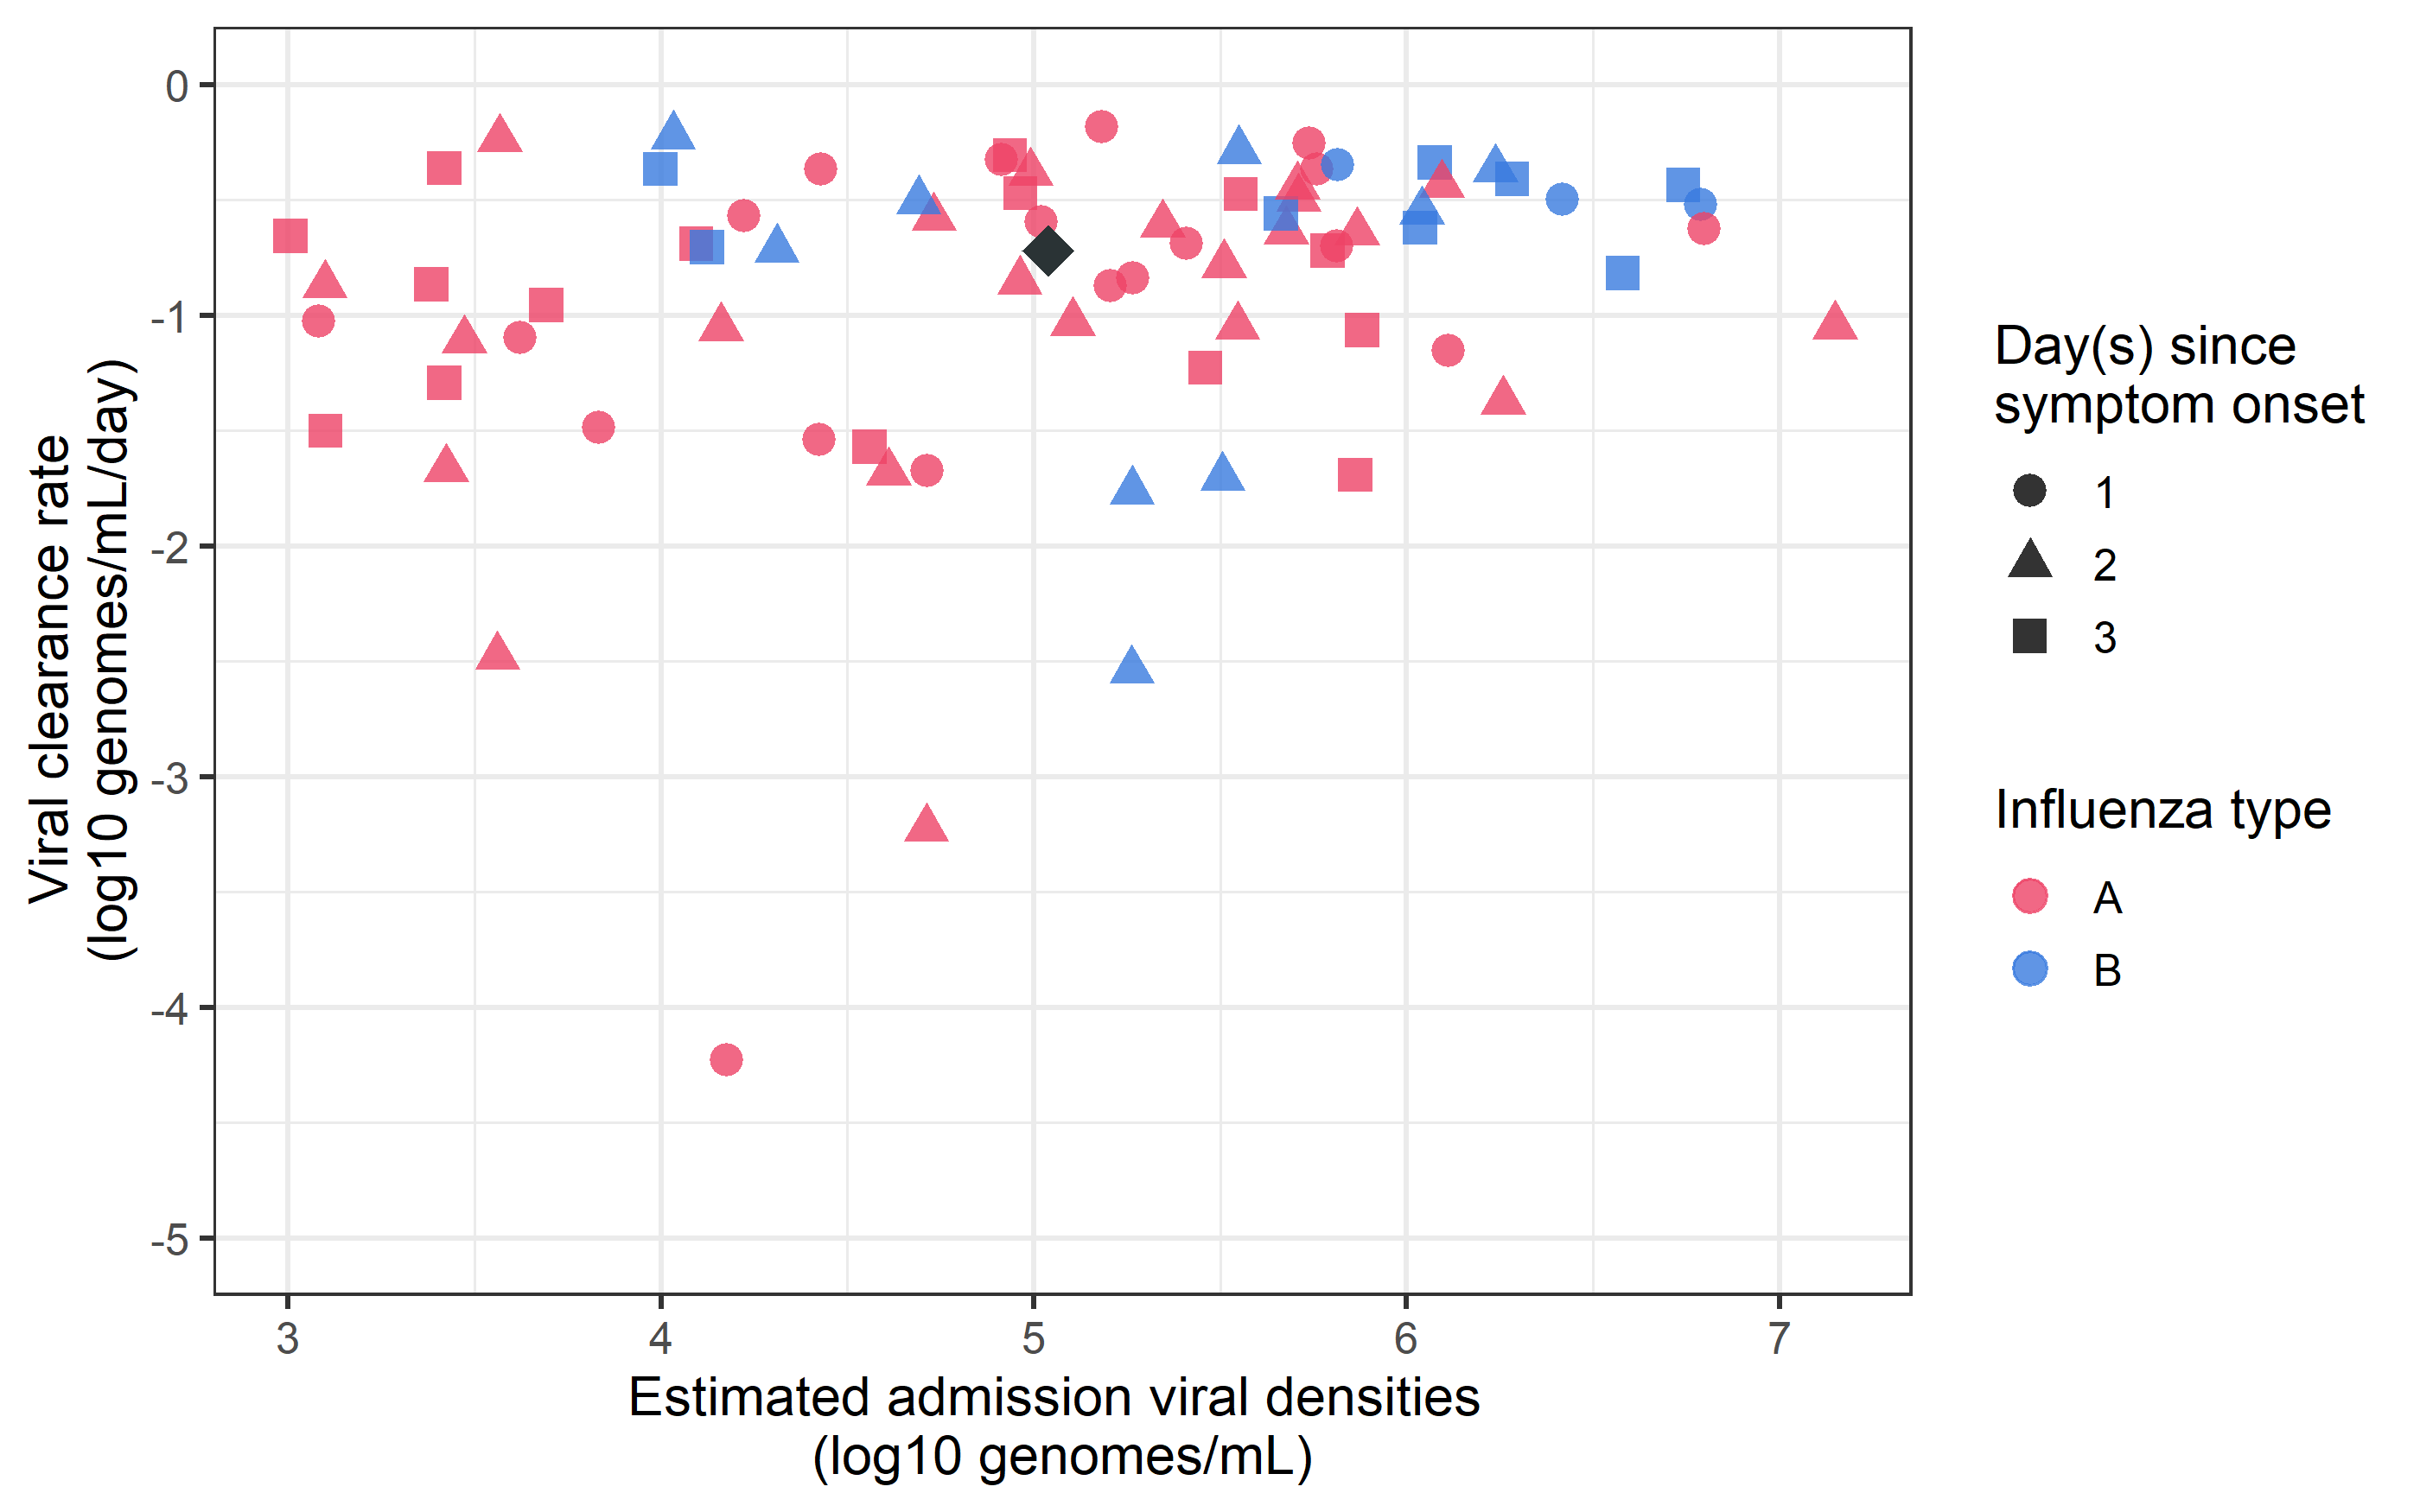 0
-1
-2
-3
-4
-5
Viral clearance rate
(log10 genomes/mL/day)
3
4
5
6
7
Estimated admission viral densities
(log10 genomes/mL)
Day(s) since
symptom onset
1
2
3
Influenza type
A
B